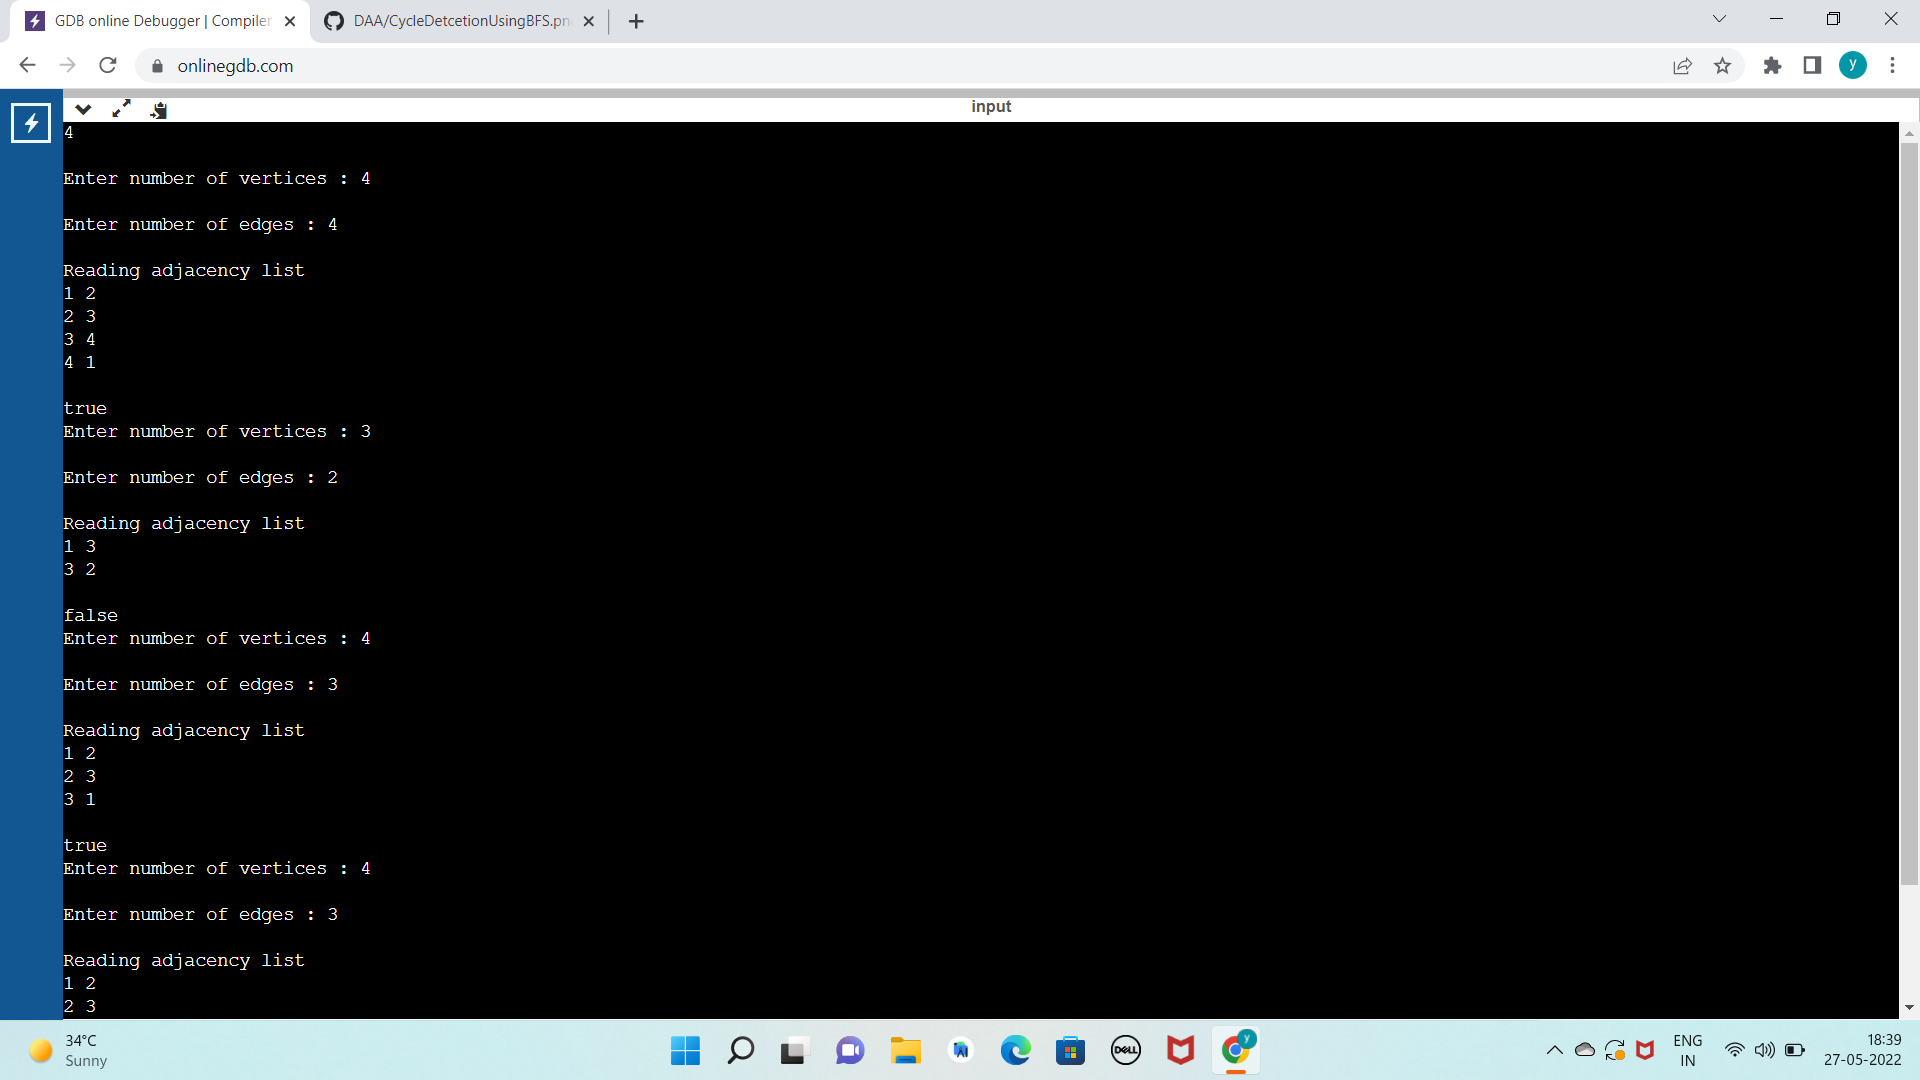 GDB online Debugger | Compiler
DAA/CycleDetcetionUsingBFS.pn
onlinegdb.com
y
input
4
Enter number of vertices : 4
Enter number of edges : 4
Reading adjacency list
1 2
2 3
3 4
4 1
true
Enter number of vertices : 3
Enter number of edges : 2
Reading adjacency list
1 3
3 2
false
Enter number of vertices : 4
Enter number of edges : 3
Reading adjacency list
1 2
2 3
3 1
true
Enter number of vertices : 4
Enter number of edges : 3
Reading adjacency list
1 2
2 3
34°C
Sunny
DELL
y
ENG
IN
18:39
27-05-2022